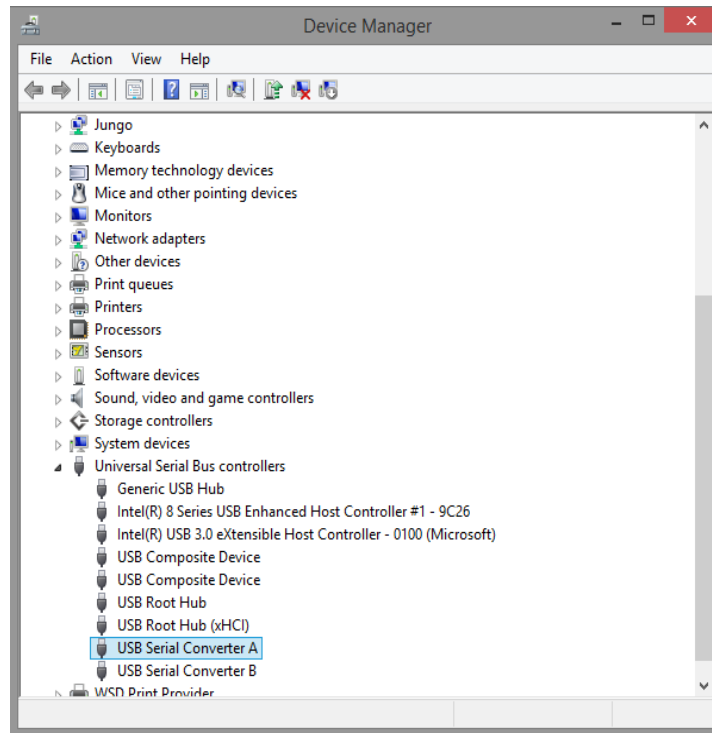 Device Manager
File Action View Help
Jungo
Keyboards
Memory technology devices
Mice and other pointing devices
Monitors
Network adapters
Other devices
Print queues
Printers
Processors
Sensors
Software devices
Sound, video and game controllers
Storage controllers
System devices
Universal Serial Bus controllers
Generic USB Hub
Intel(R) 8 Series USB Enhanced Host Controller #1 - 9C26
Intel(R) USB 3.0 eXtensible Host Controller - 0100 (Microsoft)
USB Composite Device
USB Composite Device
USB Root Hub
USB Root Hub (xHCI)
USB Serial Converter A
USB Serial Converter B
WSD Print Provider